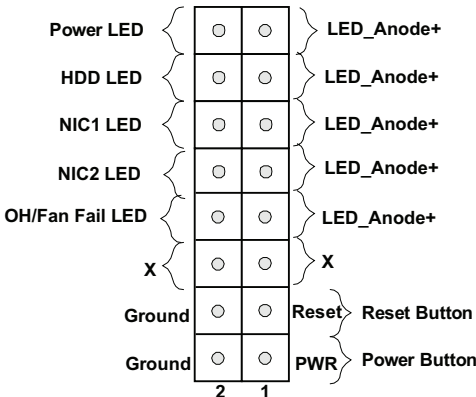 Power LED LED_Anode+
HDD LED LED_Anode+
NIC1 LED LED_Anode+
NIC2 LED LED_Anode+
OH/Fan Fail LED LED_Anode+
X X
Ground Reset Reset Button
Ground PWR Power Button
2 1